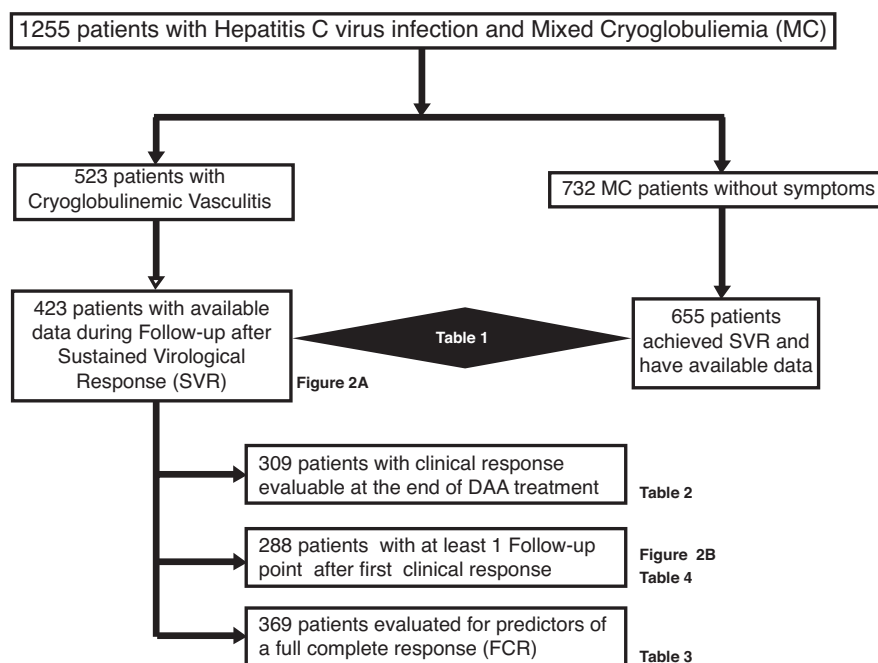 1255 patients with Hepatitis C virus infection and Mixed Cryoglobuliemia (MC)
523 patients with
Cryoglobulinemic Vasculitis
732 MC patients without symptoms
423 patients with available
data during Follow-up after
Sustained Virological
Response (SVR)
Figure 2A
Table 1
655 patients
achieved SVR and
have available data
309 patients with clinical response
evaluable at the end of DAA treatment
Table 2
288 patients with at least 1 Follow-up
point after first clinical response
Figure 2B
Table 4
369 patients evaluated for predictors of
a full complete response (FCR)
Table 3